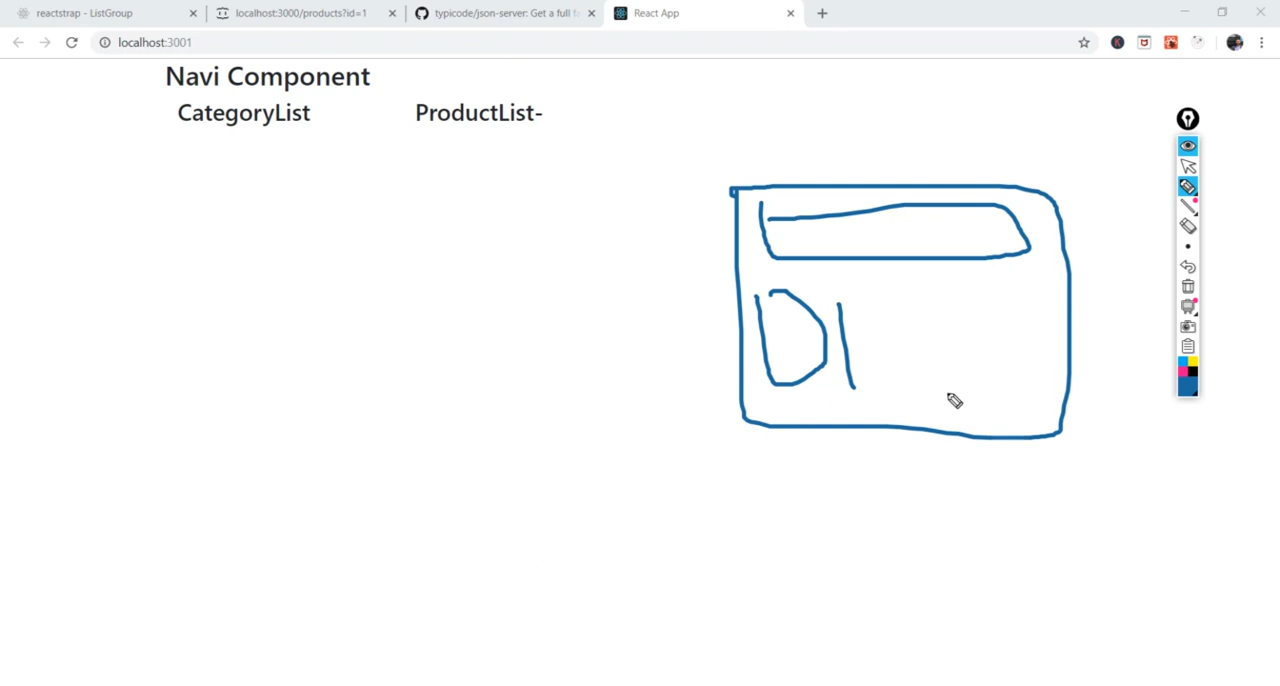 reactstrap - ListGroup
localhost:3000/products?id=1
typicode/json-server: Get a full fa
React App
localhost:3001
Navi Component
CategoryList
ProductList-